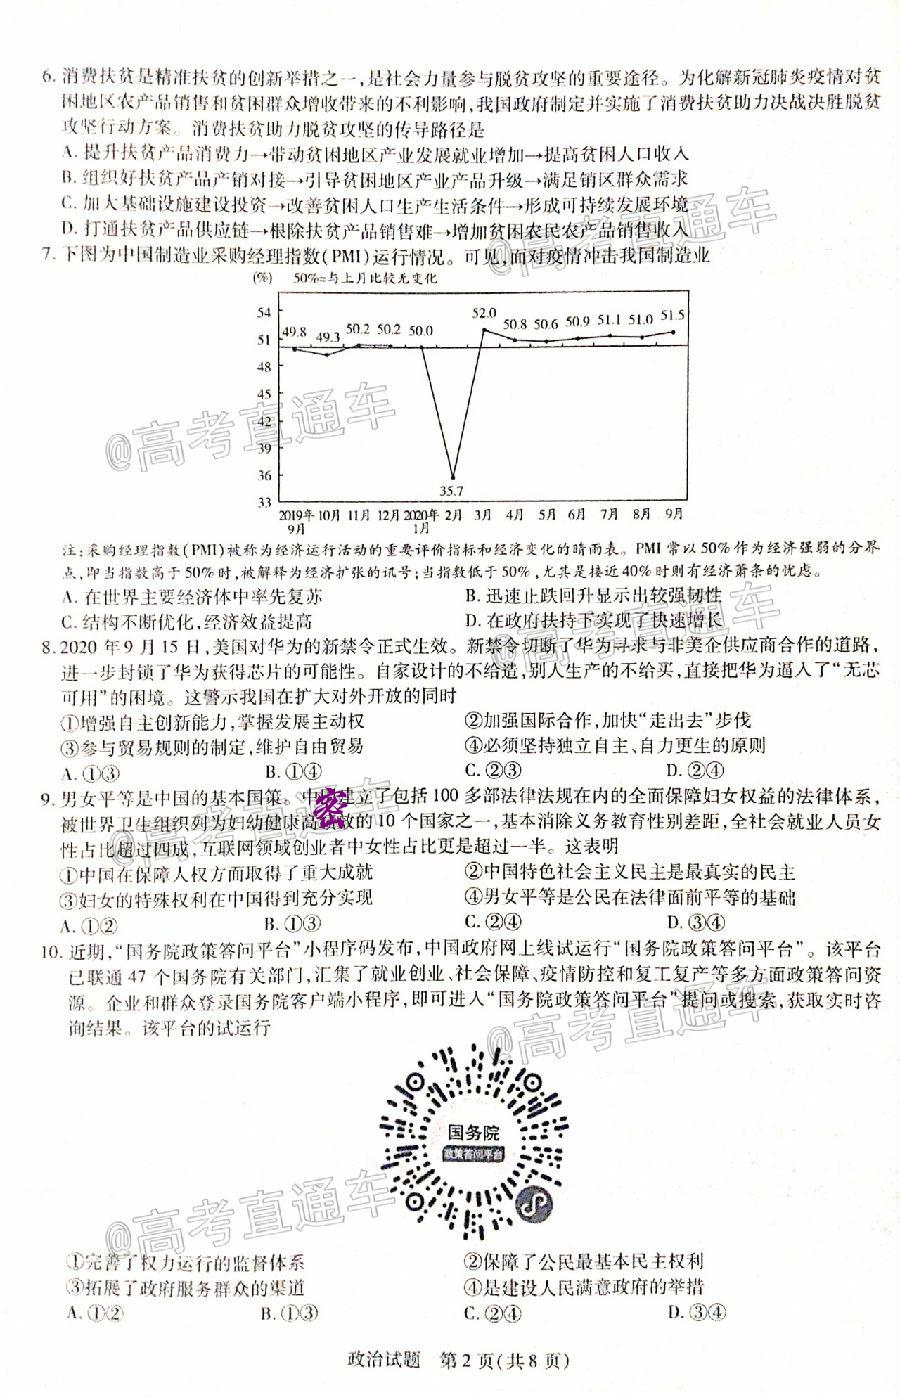 6. 消费扶贫是精准扶贫的创新举措之一,是社会力量参与脱贫攻坚的重要途径。为化解新冠肺炎疫情对贫
困地区农产品销售和贫困群众增收带来的不利影响,我国政府制定并实施了消费扶贫助力决战决胜脱贫
攻坚行动方案。消费扶贫助力脱贫攻坚的传导路径是
A. 提升扶贫产品消费力→带动贫困地区产业发展就业增加→提高贫困人口收入
B. 组织好扶贫产品产销对接→引导贫困地区产业产品升级→满足销区群众需求
C. 加大基础设施建设投资→改善贫困人口生产生活条件→形成可持续发展环境
D. 打通扶贫产品供应链→根除扶贫产品销售难→增加贫困农民农产品销售收入
7. 下图为中国制造业采购经理指数(PMI)运行情况。可见,面对疫情冲击我国制造业
(%) 50%=与上月比较无变化
54
51
48
45
42
39
36
33
49.8 49.3 50.2 50.2 50.0 35.7 52.0 50.8 50.6 50.9 51.1 51.0 51.5
2019年9月 10月 11月 12月 2020年1月 2月 3月 4月 5月 6月 7月 8月 9月
注:采购经理指数(PMI)被称为经济运行活动的重要评价指标和经济变化的晴雨表。PMI常以50%作为经济强弱的分界
点,即当指数高于50%时,被解释为经济扩张的讯号;当指数低于50%,尤其是接近40%时则有经济萧条的忧虑。
A. 在世界主要经济体中率先复苏 B. 迅速止跌回升显示出较强韧性
C. 结构不断优化,经济效益提高 D. 在政府扶持下实现了快速增长
8. 2020年9月15日,美国对华为的新禁令正式生效。新禁令切断了华为寻求与非美企供应商合作的道路,
进一步封锁了华为获得芯片的可能性。自家设计的不给造,别人生产的不给买,直接把华为逼入了“无芯
可用”的困境。这警示我国在扩大对外开放的同时
①增强自主创新能力,掌握发展主动权 ②加强国际合作,加快“走出去”步伐
③参与贸易规则的制定,维护自由贸易 ④必须坚持独立自主、自力更生的原则
A. ①③ B. ①④ C. ②③ D. ②④
9. 男女平等是中国的基本国策。中 密 建立了包括100多部法律法规在内的全面保障妇女权益的法律体系,
被世界卫生组织列为妇幼健康高 效的10个国家之一,基本消除义务教育性别差距,全社会就业人员女
性占比超过四成,互联网领域创业者中女性占比更是超过一半。这表明
①中国在保障人权方面取得了重大成就 ②中国特色社会主义民主是最真实的民主
③妇女的特殊权利在中国得到充分实现 ④男女平等是公民在法律面前平等的基础
A. ①② B. ①③ C. ②④ D. ③④
10. 近期,“国务院政策答问平台”小程序码发布,中国政府网上线试运行“国务院政策答问平台”。该平台
已联通47个国务院有关部门,汇集了就业创业、社会保障、疫情防控和复工复产等多方面政策答问资
源。企业和群众登录国务院客户端小程序,即可进入“国务院政策答问平台”提问或搜索,获取实时咨
询结果。该平台的试运行
国务院
政策答问平台
①完善了权力运行的监督体系 ②保障了公民最基本民主权利
③拓展了政府服务群众的渠道 ④是建设人民满意政府的举措
A. ①② B. ①③ C. ②④ D. ③④
政治试题 第2页(共8页)
@高考直通车
@高考直通车
@高考直通车
@高考直通车
@高考直通车
@高考直通车